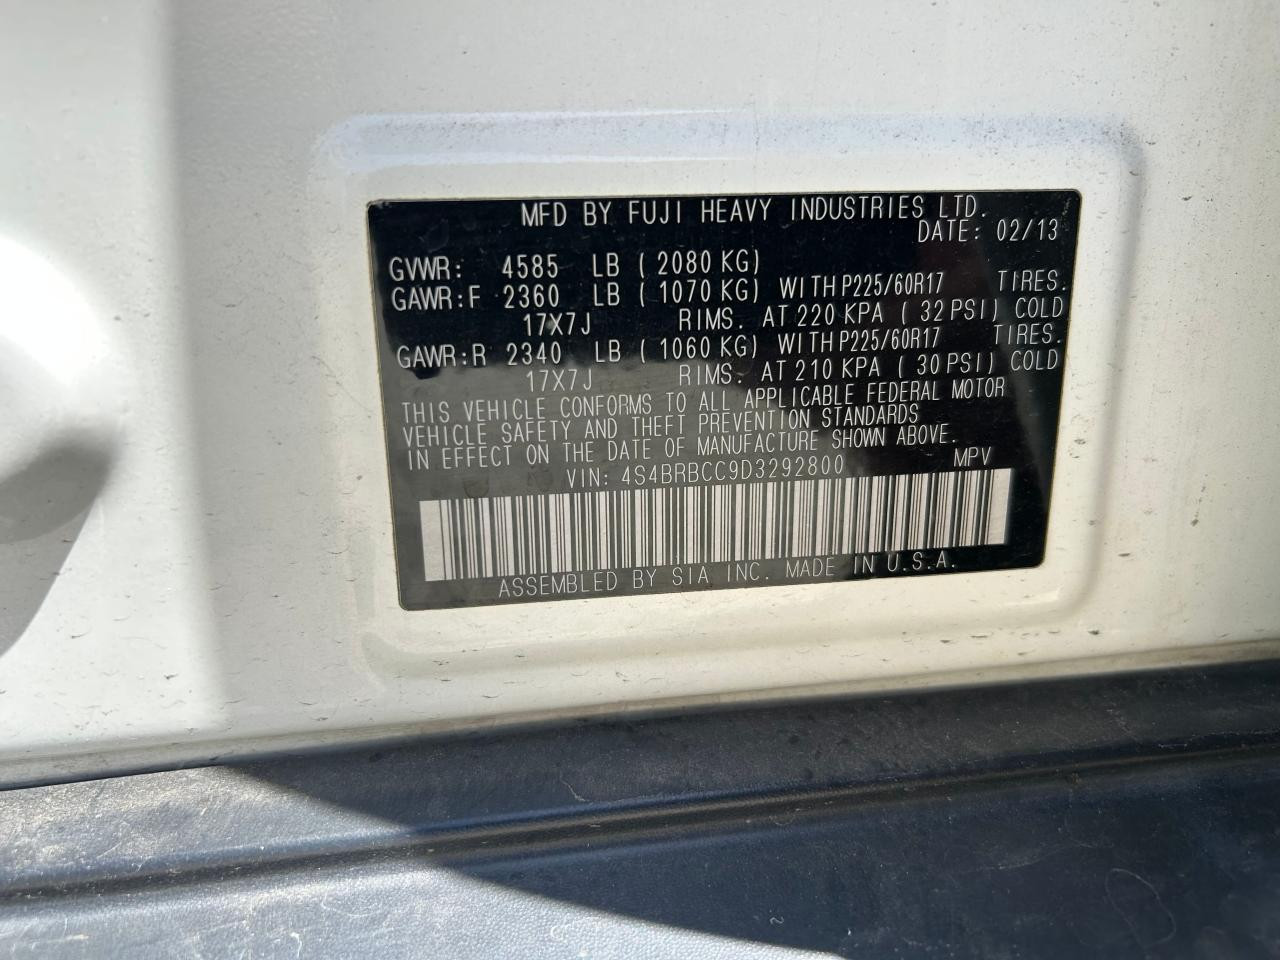 MFD BY FUJI HEAVY INDUSTRIES LTD.
DATE: 02/13
GVWR: 4585 LB ( 2080 KG)
GAWR:F 2360 LB ( 1070 KG) WITH P225/60R17 TIRES.
17X7J RIMS. AT 220 KPA ( 32 PSI) COLD
GAWR:R 2340 LB ( 1060 KG) WITH P225/60R17 TIRES.
17X7J RIMS. AT 210 KPA ( 30 PSI) COLD
THIS VEHICLE CONFORMS TO ALL APPLICABLE FEDERAL MOTOR
VEHICLE SAFETY AND THEFT PREVENTION STANDARDS
IN EFFECT ON THE DATE OF MANUFACTURE SHOWN ABOVE.
VIN: 4S4BRBCC9D3292800 MPV
ASSEMBLED BY SIA INC. MADE IN U.S.A.